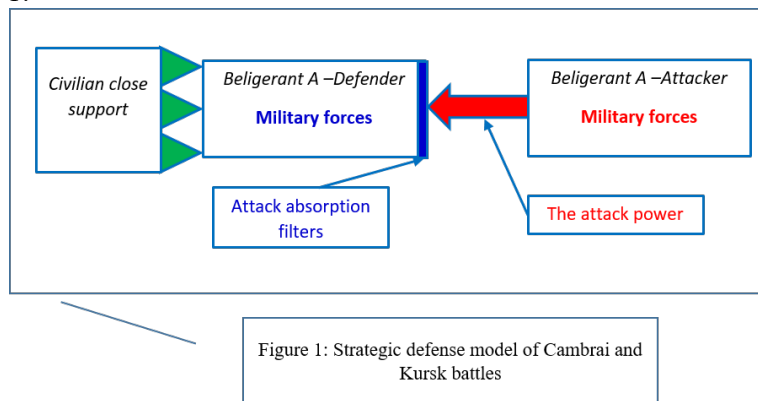 Civilian close
support
Beligerant A –Defender
Military forces
Beligerant A –Attacker
Military forces
Attack absorption
filters
The attack power
Figure 1: Strategic defense model of Cambrai and
Kursk battles